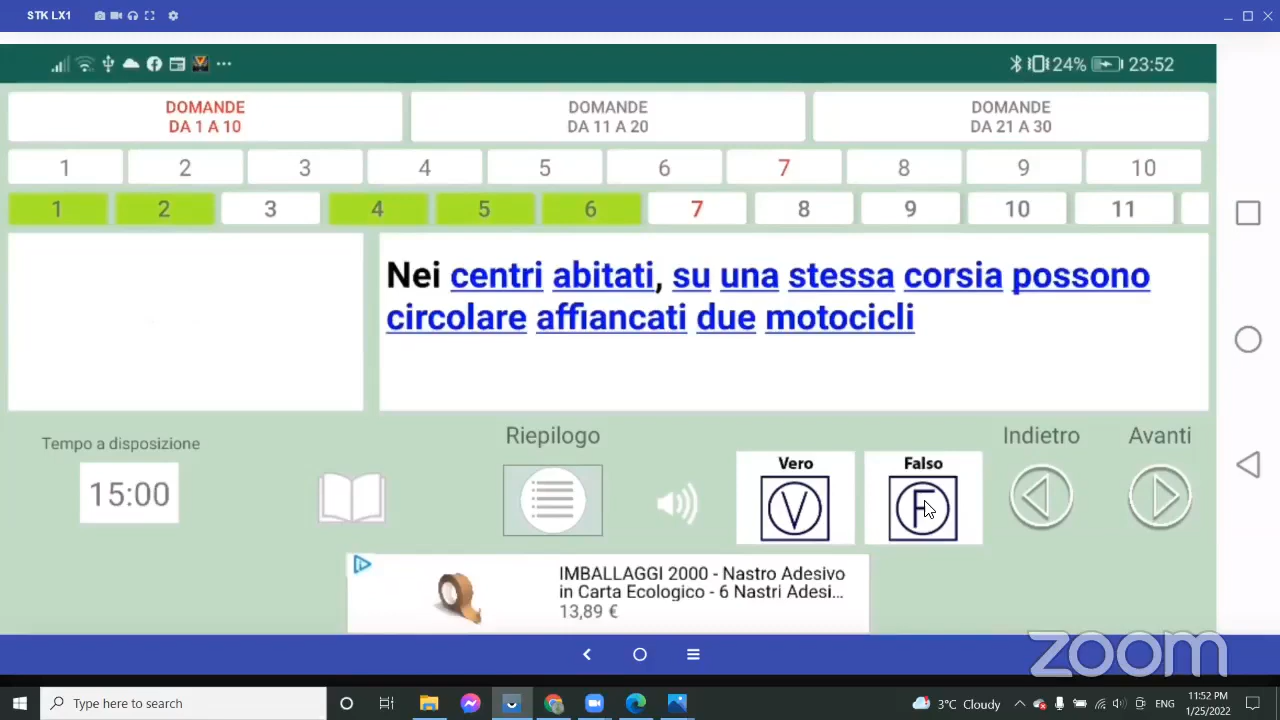 STK LX1
24% 23:52
DOMANDE
DA 1 A 10
DOMANDE
DA 11 A 20
DOMANDE
DA 21 A 30
1 2 3 4 5 6 7 8 9 10
1 2 3 4 5 6 7 8 9 10 11
Nei centri abitati, su una stessa corsia possono
circolare affiancati due motocicli
Tempo a disposizione
15:00
Riepilogo
Vero
V
Falso
F
Indietro
Avanti
IMBALLAGGI 2000 - Nastro Adesivo
in Carta Ecologico - 6 Nastri Adesi...
13,89 €
zoom
Type here to search
3°C Cloudy
ENG
11:52 PM
1/25/2022